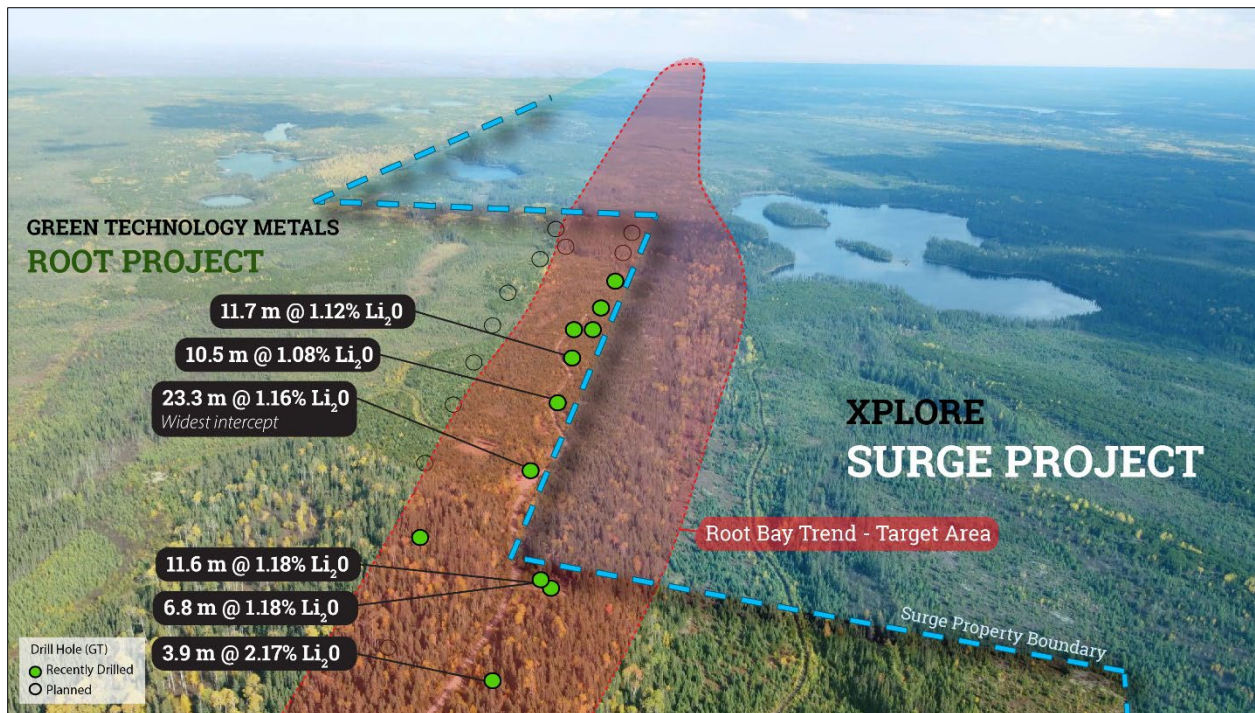 GREEN TECHNOLOGY METALS
ROOT PROJECT
11.7 m @ 1.12% Li₂0
10.5 m @ 1.08% Li₂0
23.3 m @ 1.16% Li₂0
Widest intercept
XPLORE
SURGE PROJECT
Root Bay Trend - Target Area
11.6 m @ 1.18% Li₂0
6.8 m @ 1.18% Li₂0
3.9 m @ 2.17% Li₂0
Surge Property Boundary
Drill Hole (GT)
Recently Drilled
Planned